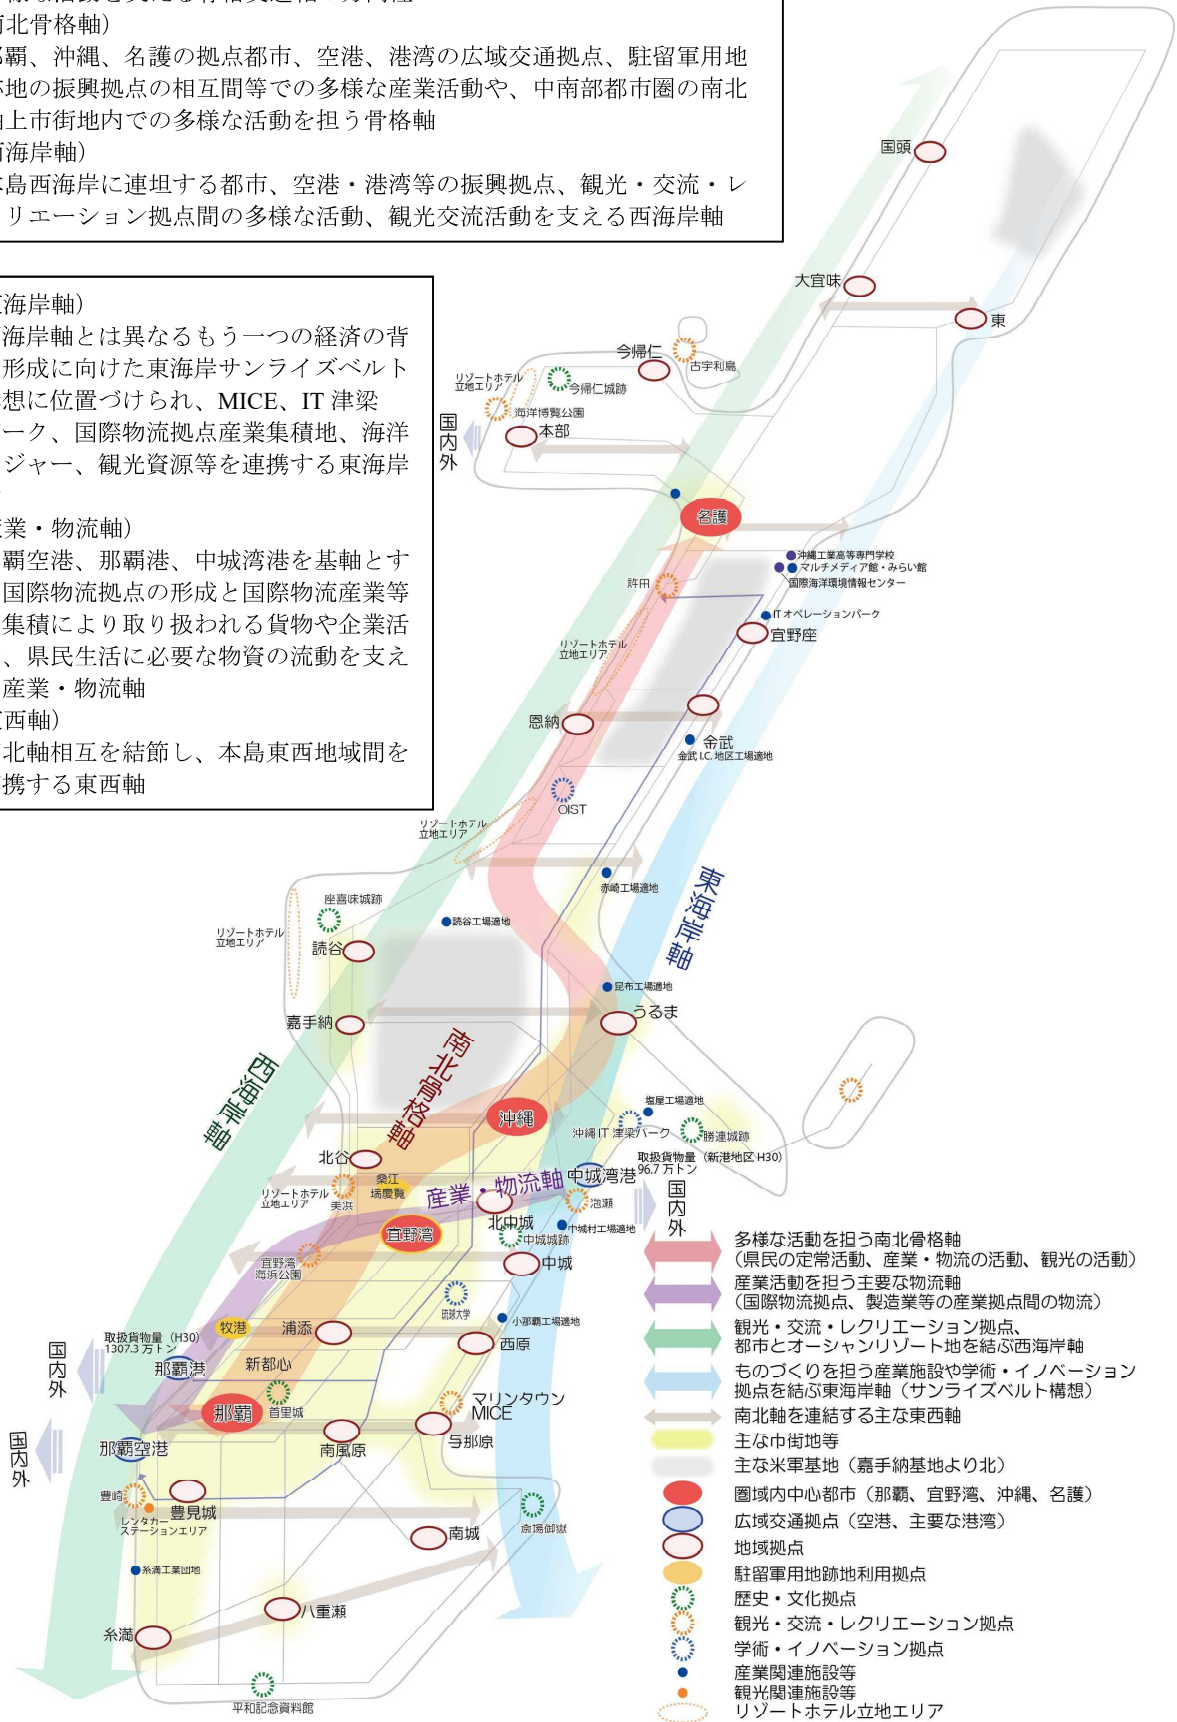 北骨格軸）
那覇、沖縄、名護の拠点都市、空港、港湾の広域交通拠点、駐留軍用地
跡地の振興拠点の相互間等での多様な産業活動や、中南部都市圏の南北
軸上市街地内での多様な活動を担う骨格軸
西海岸軸）
本島西海岸に連坦する都市、空港・港湾等の振興拠点、観光・交流・レ
クリエーション拠点間の多様な活動、観光交流活動を支える西海岸軸
東海岸軸）
西海岸軸とは異なるもう一つの経済の背
形成に向けた東海岸サンライズベルト
構想に位置づけられ、MICE、IT 津梁
パーク、国際物流拠点産業集積地、海洋
レジャー、観光資源等を連携する東海岸
産業・物流軸）
那覇空港、那覇港、中城湾港を基軸とす
国際物流拠点の形成と国際物流産業等
集積により取り扱われる貨物や企業活
、県民生活に必要な物資の流動を支え
産業・物流軸
東西軸）
南北軸相互を結節し、本島東西地域間を
連携する東西軸
国頭
大宜味
東
今帰仁
古宇利島
リゾートホテル
立地エリア
今帰仁城跡
海洋博覧公園
国内外
本部
名護
沖縄工業高等専門学校
マルチメディア館・みらい館
国際海洋環境情報センター
許田
ITオペレーションパーク
宜野座
リゾートホテル
立地エリア
恩納
金武
金武 I.C. 地区工場適地
OIST
リゾートホテル
立地エリア
赤崎工場適地
東海岸軸
座喜味城跡
読谷工場適地
リゾートホテル
立地エリア
読谷
昆布工場適地
うるま
嘉手納
南北骨格軸
西海岸軸
沖縄
塩屋工場適地
沖縄 IT 津梁パーク
勝連城跡
取扱貨物量（新港地区 H30）
96.7 万トン
北谷
桑江
瑞慶覧
産業・物流軸
中城湾港
国内外
リゾートホテル
立地エリア
美浜
泡瀬
北中城
中城村工場適地
宜野湾
中城城跡
宜野湾
海浜公園
中城
琉球大学
小那覇工場適地
牧港
浦添
西原
取扱貨物量（H30）
1307.3 万トン
国内外
那覇港
新都心
マリンタウン
MICE
那覇
首里城
国内外
那覇空港
南風原
与那原
豊崎
豊見城
レンタカー
ステーションエリア
斎場御嶽
南城
糸満工業団地
八重瀬
糸満
平和記念資料館
多様な活動を担う南北骨格軸
（県民の定常活動、産業・物流の活動、観光の活動）
産業活動を担う主要な物流軸
（国際物流拠点、製造業等の産業拠点間の物流）
観光・交流・レクリエーション拠点、
都市とオーシャンリゾート地を結ぶ西海岸軸
ものづくりを担う産業施設や学術・イノベーション
拠点を結ぶ東海岸軸（サンライズベルト構想）
南北軸を連結する主な東西軸
主な市街地等
主な米軍基地（嘉手納基地より北）
圏域内中心都市（那覇、宜野湾、沖縄、名護）
広域交通拠点（空港、主要な港湾）
地域拠点
駐留軍用地跡地利用拠点
歴史・文化拠点
観光・交流・レクリエーション拠点
学術・イノベーション拠点
産業関連施設等
観光関連施設等
リゾートホテル立地エリア